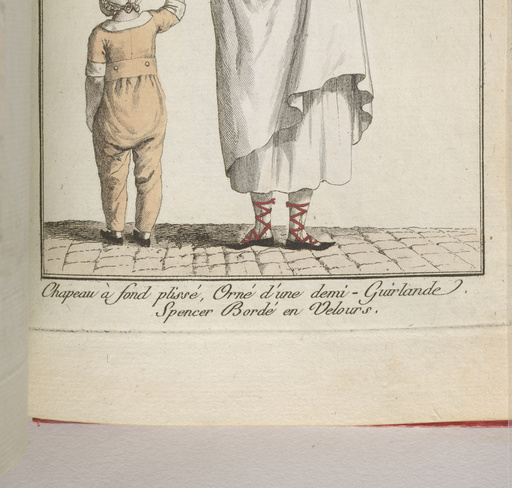 Chapeau à fond plissé, Orné d'une demi-Guirlande.
Spencer Bordé en Velours.